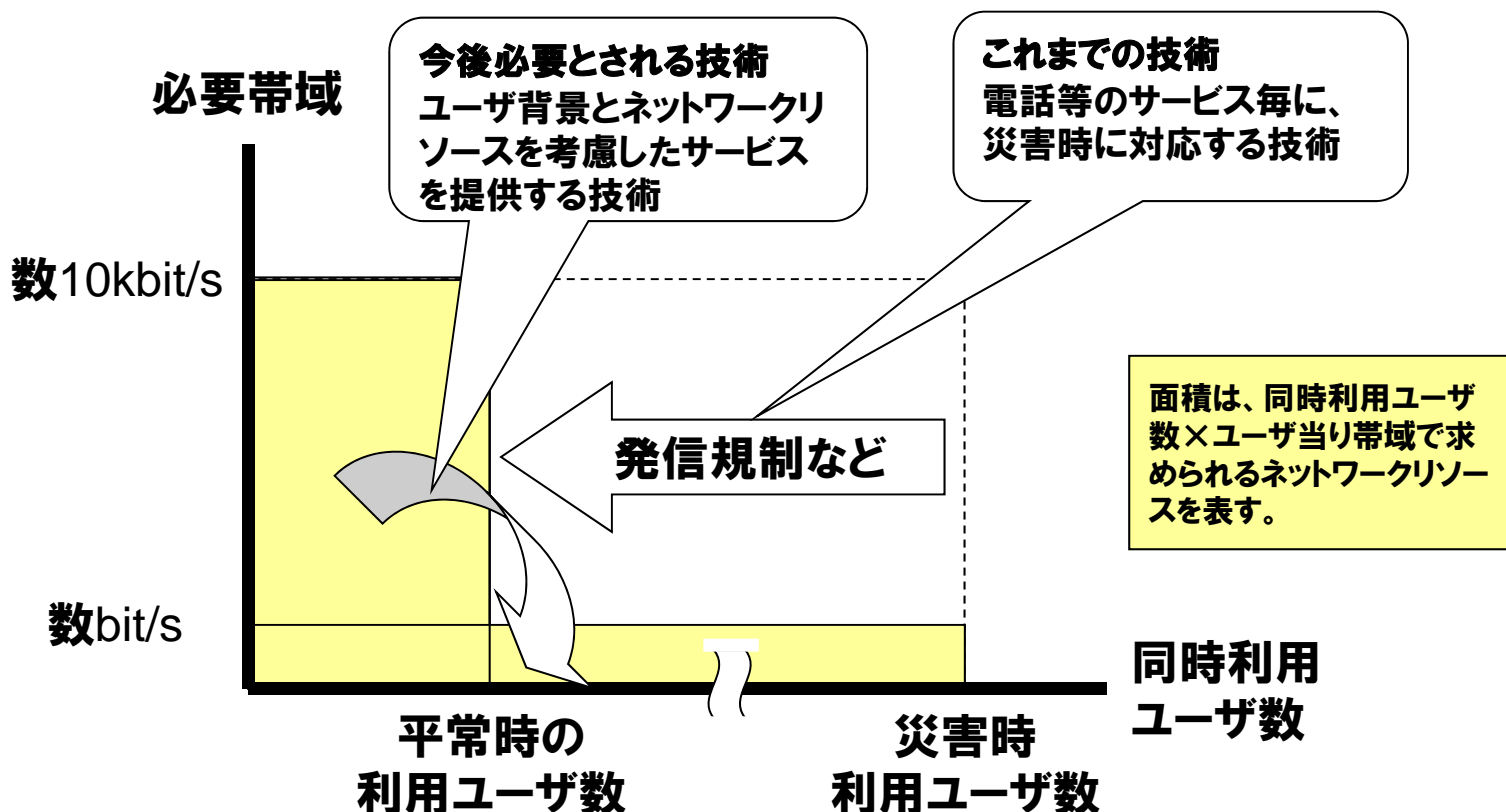 今後必要とされる技術
ユーザ背景とネットワークリ
ソースを考慮したサービス
を提供する技術
これまでの技術
電話等のサービス毎に、
災害時に対応する技術
必要帯域
数10kbit/s
発信規制など
面積は、同時利用ユーザ
数×ユーザ当り帯域で求
められるネットワークリソー
スを表す。
数bit/s
同時利用
ユーザ数
平常時の
利用ユーザ数
災害時
利用ユーザ数